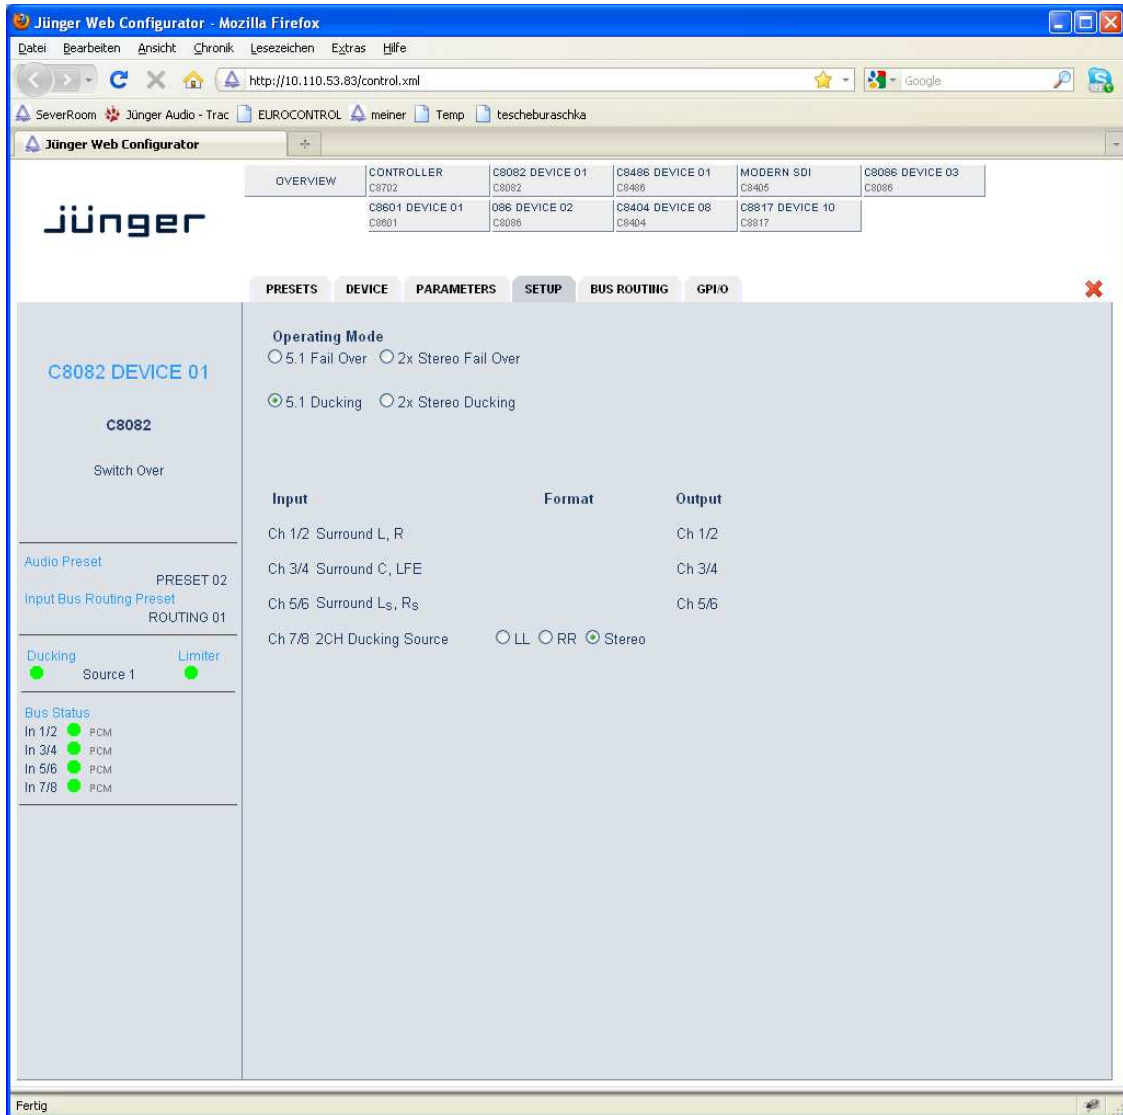 Jünger Web Configurator - Mozilla Firefox
Datei Bearbeiten Ansicht Chronik Lesezeichen Extras Hilfe
http://10.110.53.83/control.xml Google
SeverRoom Jünger Audio - Trac EUROCONTROL meiner Temp tescheburaschka
Jünger Web Configurator
jünger
OVERVIEW CONTROLLER C8082 DEVICE 01 C8486 DEVICE 01 MODERN SDI C8086 DEVICE 03
C8702 C8082 C8486 C8405 C8086
C8601 DEVICE 01 086 DEVICE 02 C8404 DEVICE 08 C8817 DEVICE 10
C8601 C8086 C8404 C8817
PRESETS DEVICE PARAMETERS SETUP BUS ROUTING GPI/O
C8082 DEVICE 01
C8082
Switch Over
Audio Preset
PRESET 02
Input Bus Routing Preset
ROUTING 01
Ducking Limiter
Source 1
Bus Status
In 1/2 PCM
In 3/4 PCM
In 5/6 PCM
In 7/8 PCM
Operating Mode
5.1 Fail Over 2x Stereo Fail Over
5.1 Ducking 2x Stereo Ducking
Input Format Output
Ch 1/2 Surround L, R Ch 1/2
Ch 3/4 Surround C, LFE Ch 3/4
Ch 5/6 Surround LS, RS Ch 5/6
Ch 7/8 2CH Ducking Source LL RR Stereo
Fertig